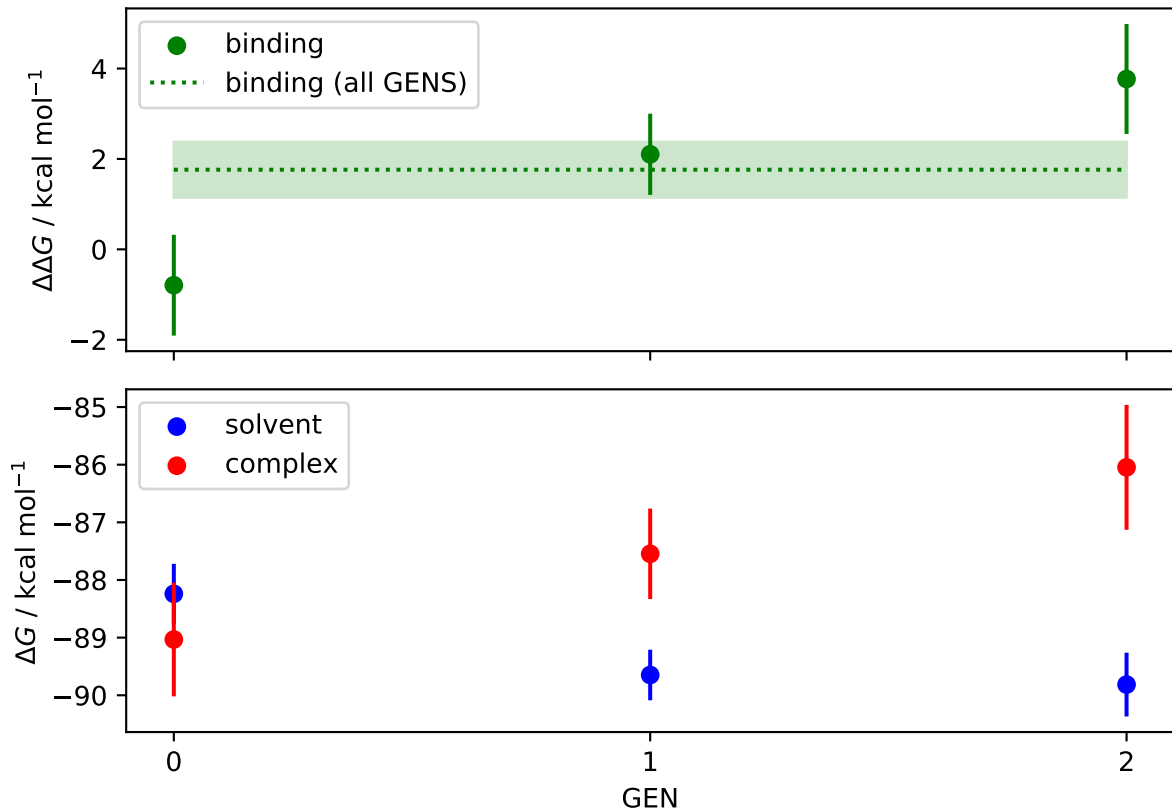 binding
binding (all GENS)
ΔΔG / kcal mol⁻¹
4
2
0
−2
solvent
complex
ΔG / kcal mol⁻¹
−85
−86
−87
−88
−89
−90
0
1
2
GEN